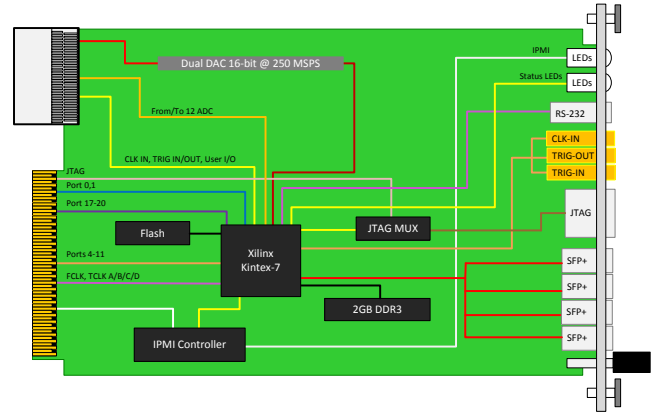 IPMI
LEDs
Dual DAC 16-bit @ 250 MSPS
Status LEDs
LEDs
From/To 12 ADC
RS-232
CLK-IN
TRIG-OUT
TRIG-IN
CLK IN, TRIG IN/OUT, User I/O
JTAG
Port 0,1
Port 17-20
JTAG
Flash
JTAG MUX
Xilinx
Kintex-7
Ports 4-11
SFP+
FCLK, TCLK A/B/C/D
SFP+
2GB DDR3
SFP+
IPMI Controller
SFP+